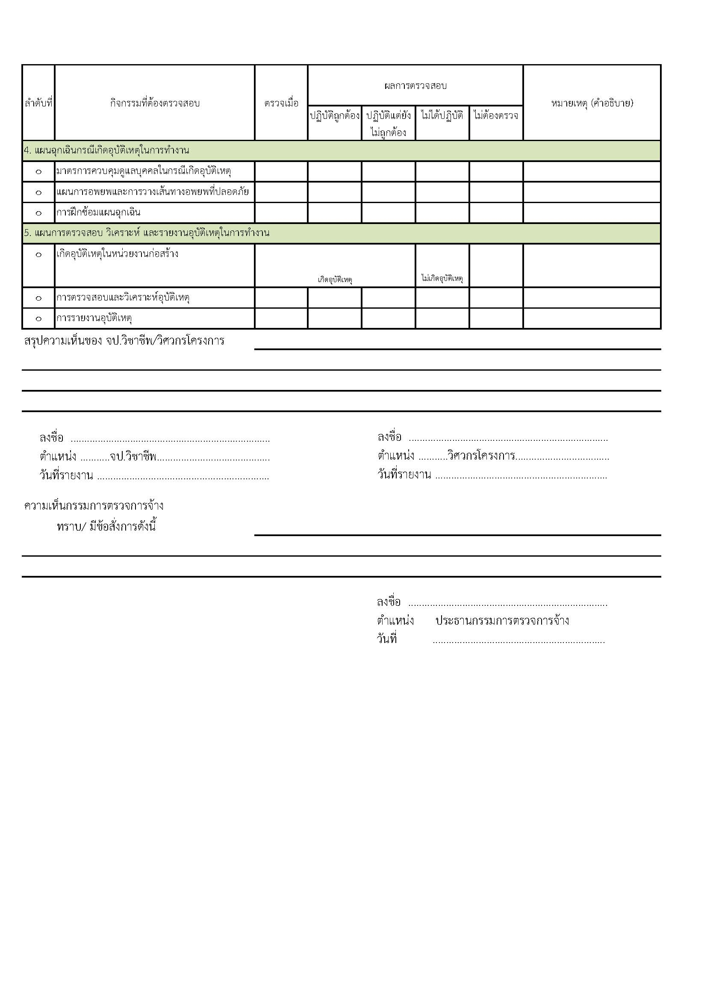 ลำดับที่ กิจกรรมที่ต้องตรวจสอบ ตรวจเมื่อ ผลการตรวจสอบ หมายเหตุ (คำอธิบาย)
ปฏิบัติถูกต้อง ปฏิบัติแต่ยัง ไม่ได้ปฏิบัติ ไม่ต้องตรวจ
ไม่ถูกต้อง
4. แผนฉุกเฉินกรณีเกิดอุบัติเหตุในการทำงาน
○ มาตรการควบคุมดูแลบุคคลในกรณีเกิดอุบัติเหตุ
○ แผนการอพยพและการวางเส้นทางอพยพที่ปลอดภัย
○ การฝึกซ้อมแผนฉุกเฉิน
5. แผนการตรวจสอบ วิเคราะห์ และรายงานอุบัติเหตุในการทำงาน
○ เกิดอุบัติเหตุในหน่วยงานก่อสร้าง
เกิดอุบัติเหตุ ไม่เกิดอุบัติเหตุ
○ การตรวจสอบและวิเคราะห์อุบัติเหตุ
○ การรายงานอุบัติเหตุ
สรุปความเห็นของ จป.วิชาชีพ/วิศวกรโครงการ
ลงชื่อ .......................................................................... ลงชื่อ ..........................................................................
ตำแหน่ง ...........จป.วิชาชีพ.......................................... ตำแหน่ง ...........วิศวกรโครงการ...................................
วันที่รายงาน ................................................................ วันที่รายงาน ................................................................
ความเห็นกรรมการตรวจการจ้าง
ทราบ/ มีข้อสั่งการดังนี้
ลงชื่อ ..........................................................................
ตำแหน่ง ประธานกรรมการตรวจการจ้าง
วันที่ ................................................................